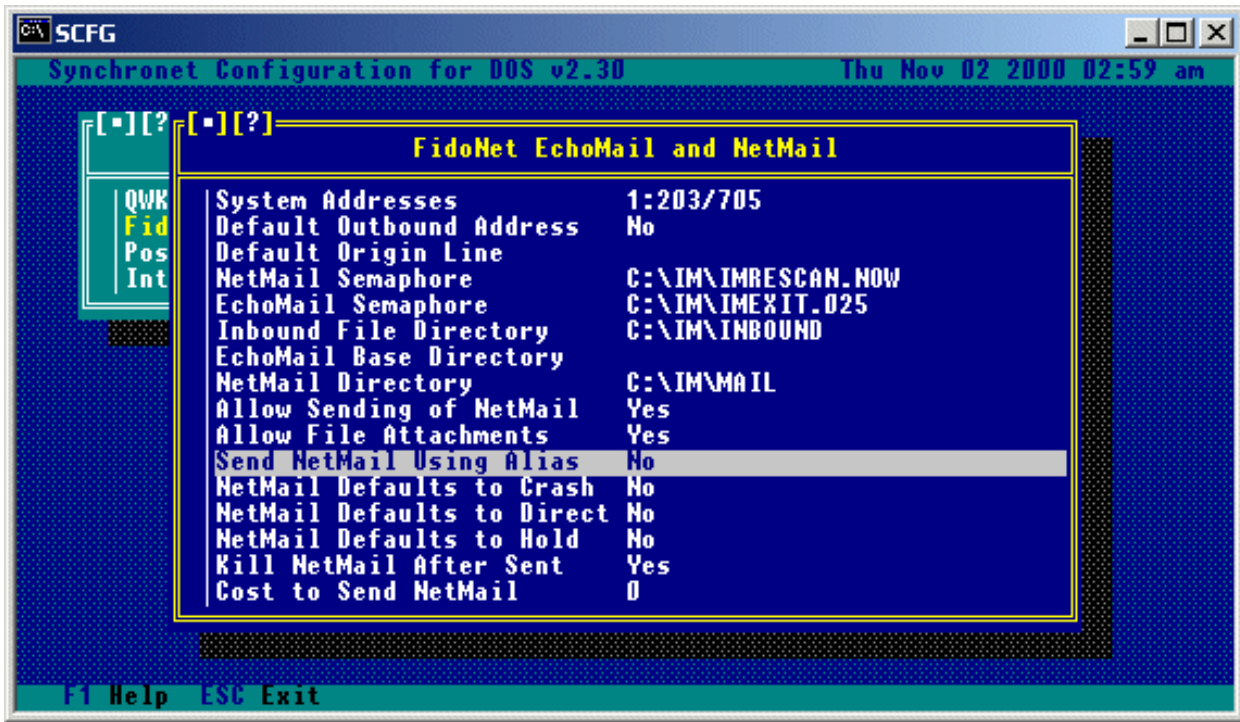 SCFG
Synchronet Configuration for DOS v2.30 Thu Nov 02 2000 02:59 am
[▪][?
[▪][?]
FidoNet EchoMail and NetMail
QWK
Fid
Pos
Int
System Addresses 1:203/705
Default Outbound Address No
Default Origin Line
NetMail Semaphore C:\IM\IMRESCAN.NOW
EchoMail Semaphore C:\IM\IMEXIT.025
Inbound File Directory C:\IM\INBOUND
EchoMail Base Directory
NetMail Directory C:\IM\MAIL
Allow Sending of NetMail Yes
Allow File Attachments Yes
Send NetMail Using Alias No
NetMail Defaults to Crash No
NetMail Defaults to Direct No
NetMail Defaults to Hold No
Kill NetMail After Sent Yes
Cost to Send NetMail 0
F1 Help ESC Exit